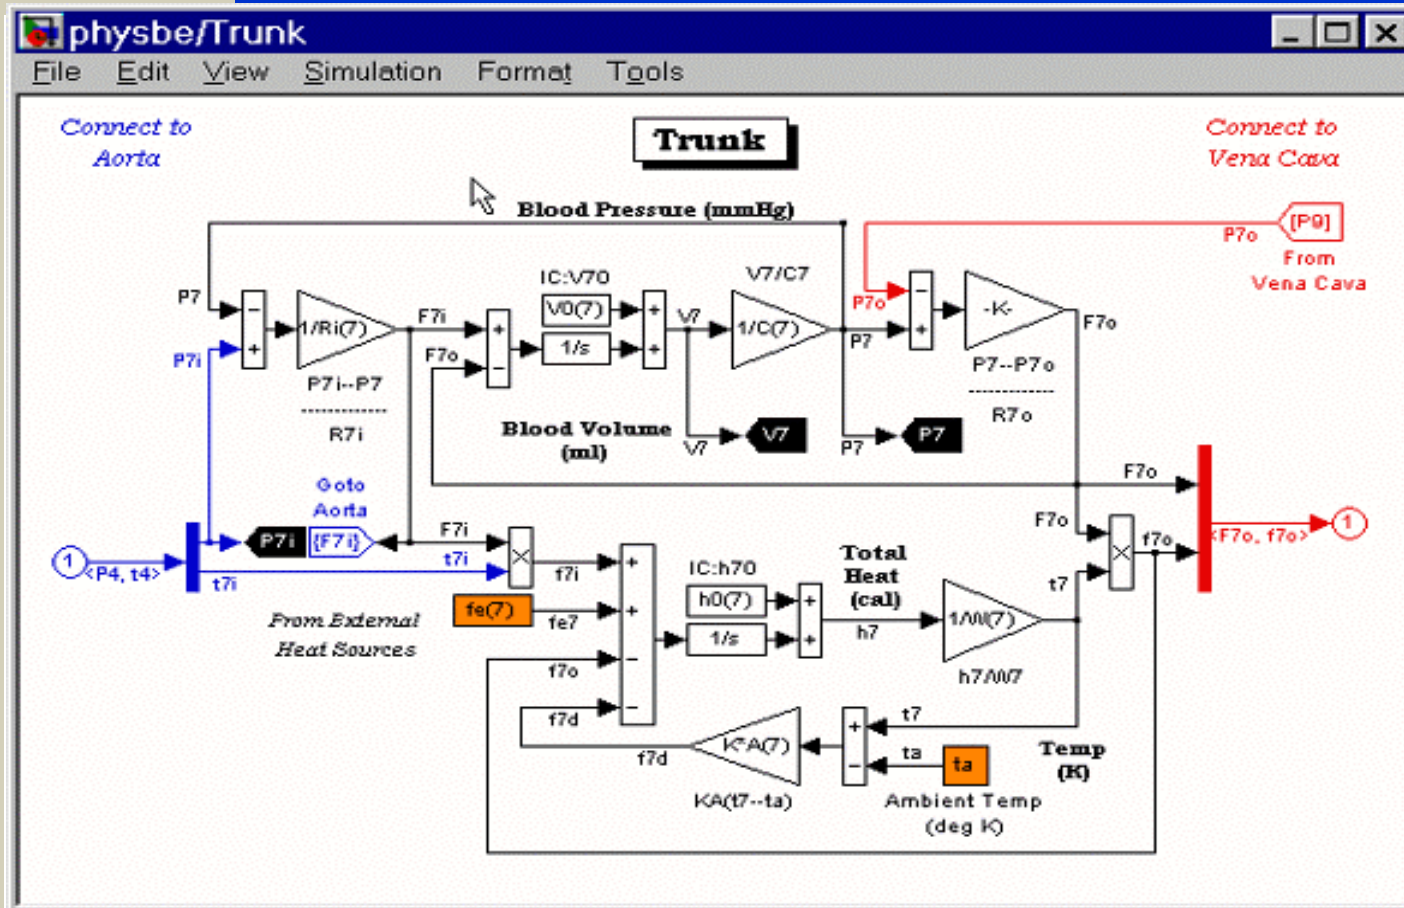 physbe/Trunk
File Edit View Simulation Format Tools
Connect to
Aorta
Trunk
Connect to
Vena Cava
Blood Pressure (mmHg)
[P9]
P7o
From
Vena Cava
IC:V70
V7/C7
P7
V0(7)
P7o
1/Ri(7)
F7i
V7
1/C(7)
-K-
F7o
F7o
1/s
P7
P7i
P7i--P7
------------
R7i
P7--P7o
------------
R7o
Blood Volume
(ml)
V7
V7
P7
P7
Goto
Aorta
F7o
P7i
{F7i}
F7i
F7o
1
<P4, t4>
t7i
t7i
f7i
IC:h70
Total
Heat
(cal)
f7o
<F7o, f7o>
1
h0(7)
t7
From External
Heat Sources
fe(7)
fe7
1/s
h7
1/W(7)
f7o
h7/W7
f7d
t7
f7d
K*A(7)
ta
ta
Temp
(K)
KA(t7--ta)
Ambient Temp
(deg K)